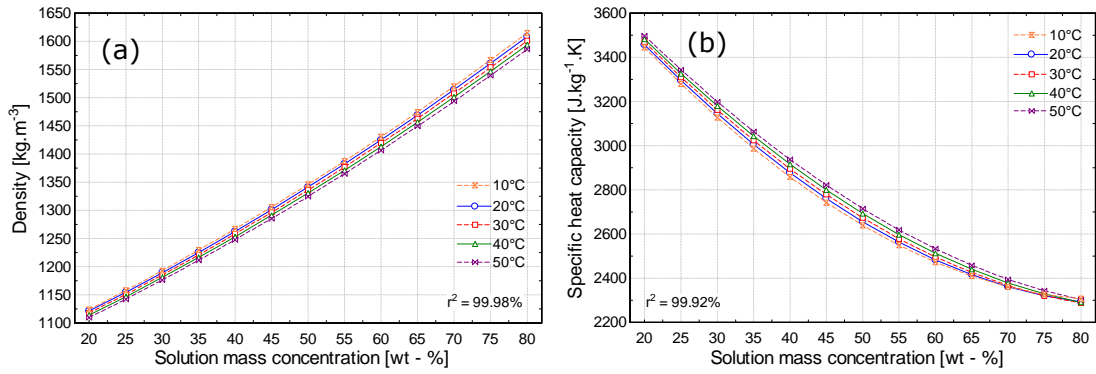 (a)
Density [kg.m-3]
1650
1600
1550
1500
1450
1400
1350
1300
1250
1200
1150
1100
10°C
20°C
30°C
40°C
50°C
r² = 99.98%
20 25 30 35 40 45 50 55 60 65 70 75 80
Solution mass concentration [wt - %]
(b)
Specific heat capacity [J.kg-1.K]
3600
3400
3200
3000
2800
2600
2400
2200
10°C
20°C
30°C
40°C
50°C
r² = 99.92%
20 25 30 35 40 45 50 55 60 65 70 75 80
Solution mass concentration [wt - %]